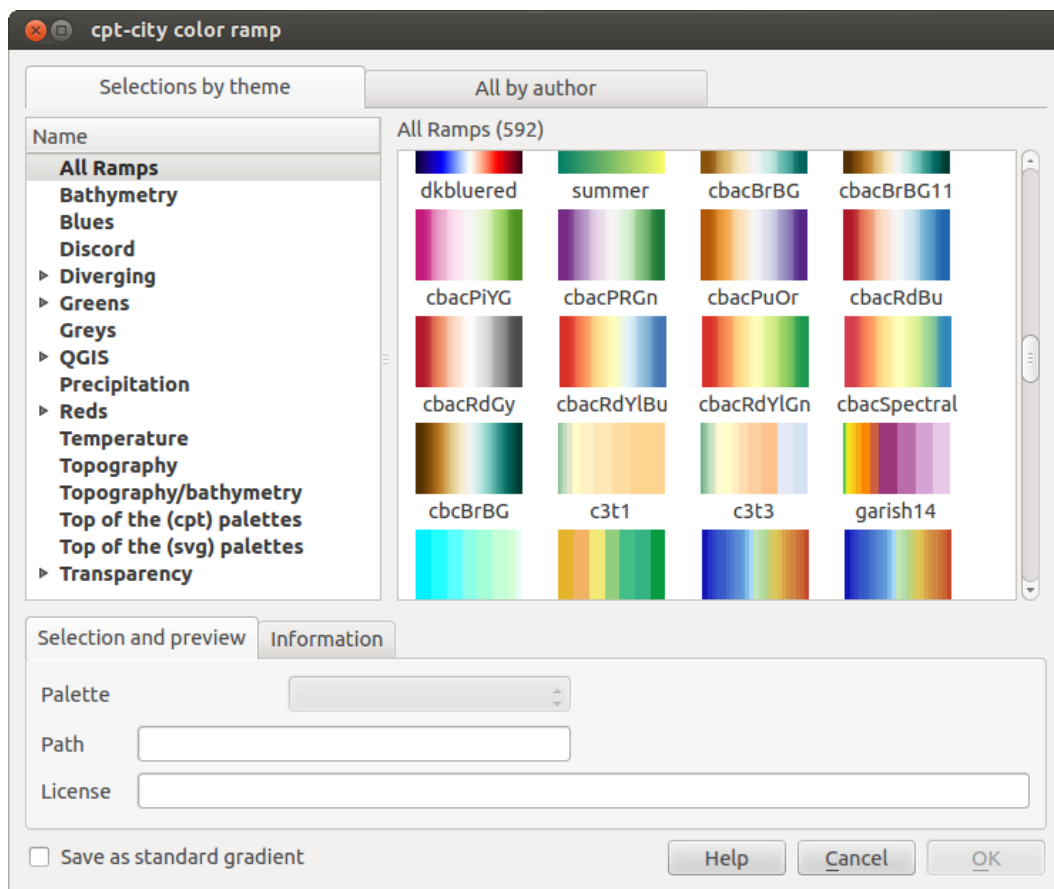 cpt-city color ramp
Selections by theme
All by author
Name
All Ramps
Bathymetry
Blues
Discord
Diverging
Greens
Greys
QGIS
Precipitation
Reds
Temperature
Topography
Topography/bathymetry
Top of the (cpt) palettes
Top of the (svg) palettes
Transparency
All Ramps (592)
dkbluered summer cbacBrBG cbacBrBG11
cbacPiYG cbacPRGn cbacPuOr cbacRdBu
cbacRdGy cbacRdYlBu cbacRdYlGn cbacSpectral
cbcBrBG c3t1 c3t3 garish14
Selection and preview
Information
Palette
Path
License
Save as standard gradient
Help
Cancel
OK